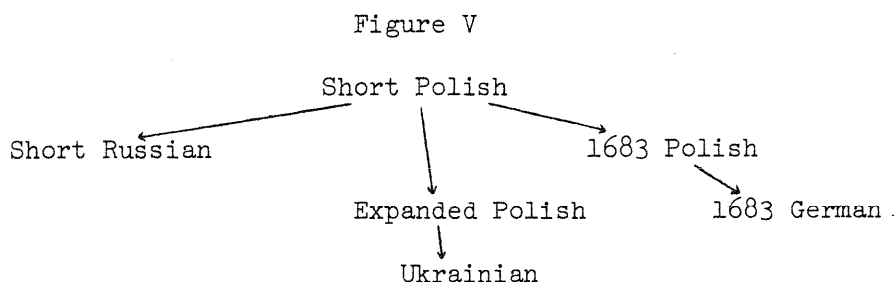 Figure V
Short Polish
Short Russian
1683 Polish
Expanded Polish
1683 German
Ukrainian